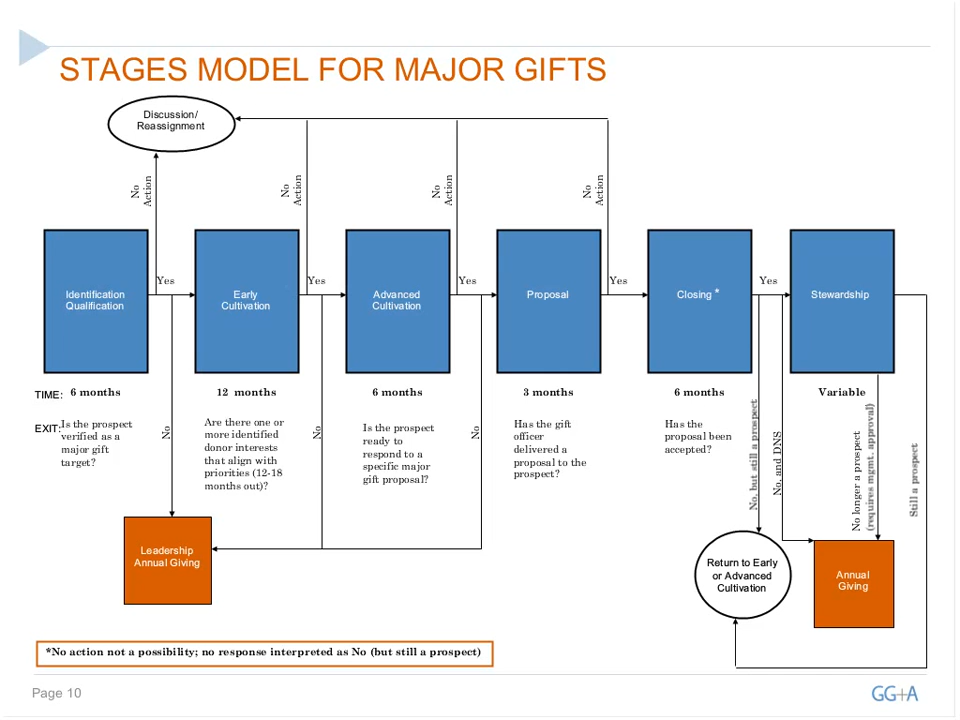 STAGES MODEL FOR MAJOR GIFTS
Discussion/
Reassignment
No
Action
No
Action
No
Action
No
Action
Yes
Yes
Yes
Yes
Yes
Identification
Qualification
Early
Cultivation
Advanced
Cultivation
Proposal
Closing *
Stewardship
TIME:
6 months
12 months
6 months
3 months
6 months
Variable
EXIT:
Is the prospect
verified as a
major gift
target?
No
Are there one or
more identified
donor interests
that align with
priorities (12-18
months out)?
No
Is the prospect
ready to
respond to a
specific major
gift proposal?
No
Has the gift
officer
delivered a
proposal to the
prospect?
Has the
proposal been
accepted?
No, but still a prospect
No, and DNS
No longer a prospect
(requires mgmt. approval)
Still a prospect
Leadership
Annual Giving
Return to Early
or Advanced
Cultivation
Annual
Giving
*No action not a possibility; no response interpreted as No (but still a prospect)
Page 10
GG+A